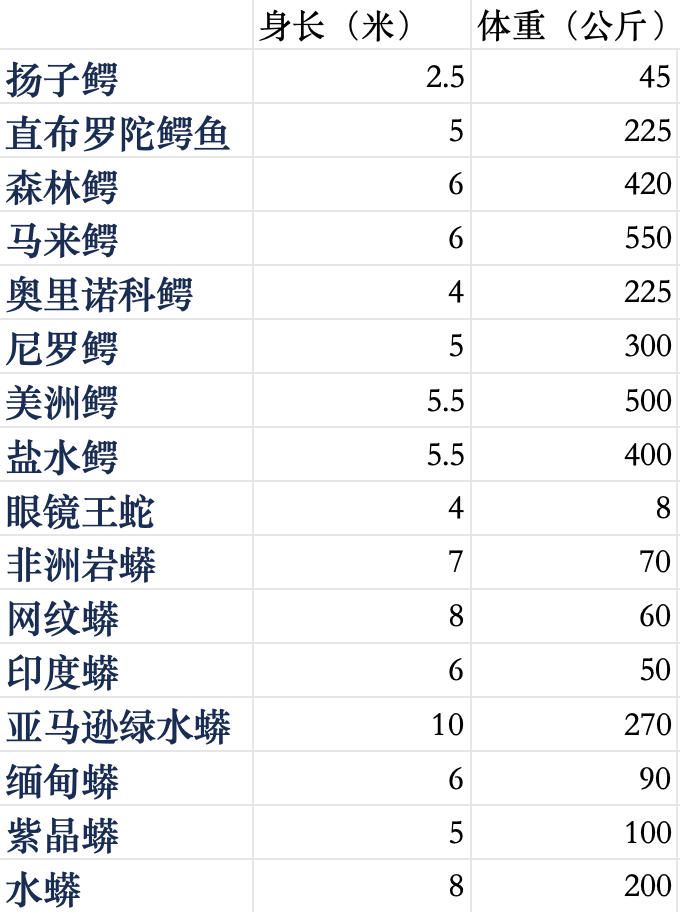 身长（米） 体重（公斤）
扬子鳄 2.5 45
直布罗陀鳄鱼 5 225
森林鳄 6 420
马来鳄 6 550
奥里诺科鳄 4 225
尼罗鳄 5 300
美洲鳄 5.5 500
盐水鳄 5.5 400
眼镜王蛇 4 8
非洲岩蟒 7 70
网纹蟒 8 60
印度蟒 6 50
亚马逊绿水蟒 10 270
缅甸蟒 6 90
紫晶蟒 5 100
水蟒 8 200